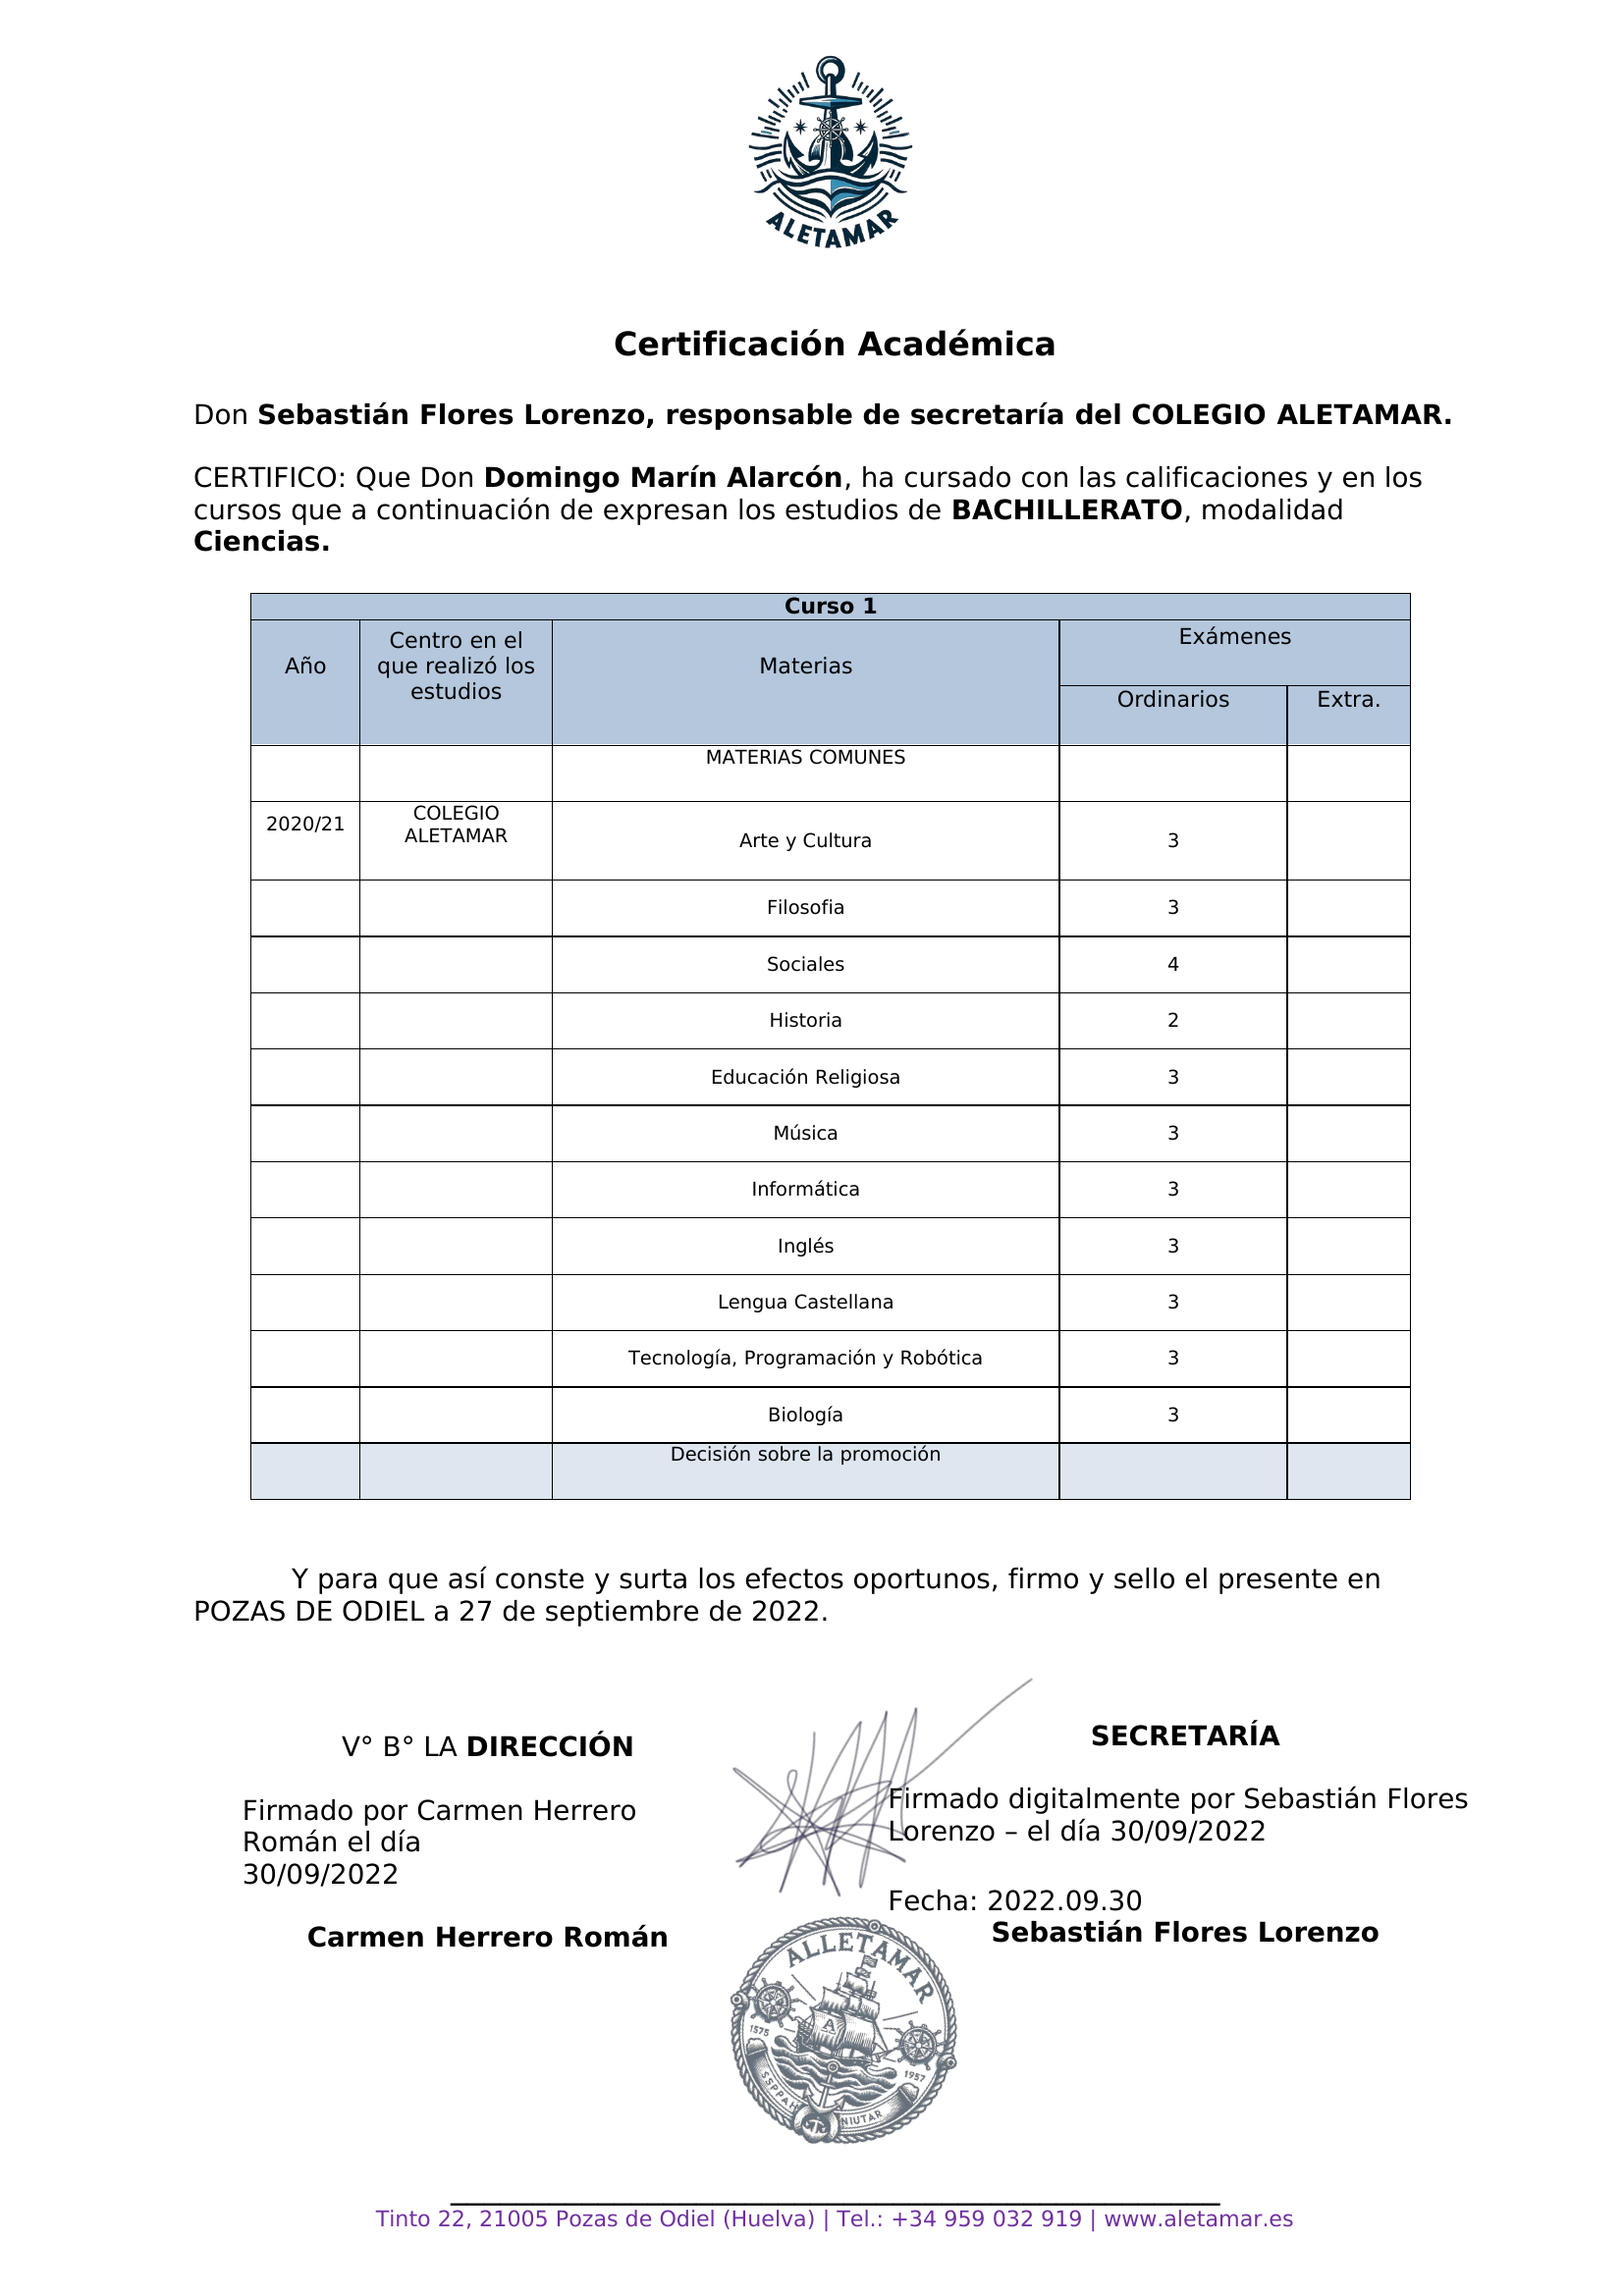 ALETAMAR
Certificación Académica
Don Sebastián Flores Lorenzo, responsable de secretaría del COLEGIO ALETAMAR.
CERTIFICO: Que Don Domingo Marín Alarcón, ha cursado con las calificaciones y en los
cursos que a continuación de expresan los estudios de BACHILLERATO, modalidad
Ciencias.
Curso 1
Año
Centro en el
que realizó los
estudios
Materias
Exámenes
Ordinarios
Extra.
MATERIAS COMUNES
2020/21
COLEGIO
ALETAMAR
Arte y Cultura 3
Filosofia 3
Sociales 4
Historia 2
Educación Religiosa 3
Música 3
Informática 3
Inglés 3
Lengua Castellana 3
Tecnología, Programación y Robótica 3
Biología 3
Decisión sobre la promoción
Y para que así conste y surta los efectos oportunos, firmo y sello el presente en
POZAS DE ODIEL a 27 de septiembre de 2022.
V° B° LA DIRECCIÓN
Firmado por Carmen Herrero
Román el día
30/09/2022
Carmen Herrero Román
SECRETARÍA
Firmado digitalmente por Sebastián Flores
Lorenzo – el día 30/09/2022
Fecha: 2022.09.30
Sebastián Flores Lorenzo
ALLETAMAR
A
1575
1957
SSPPAH
NIUTAR
Tinto 22, 21005 Pozas de Odiel (Huelva) | Tel.: +34 959 032 919 | www.aletamar.es